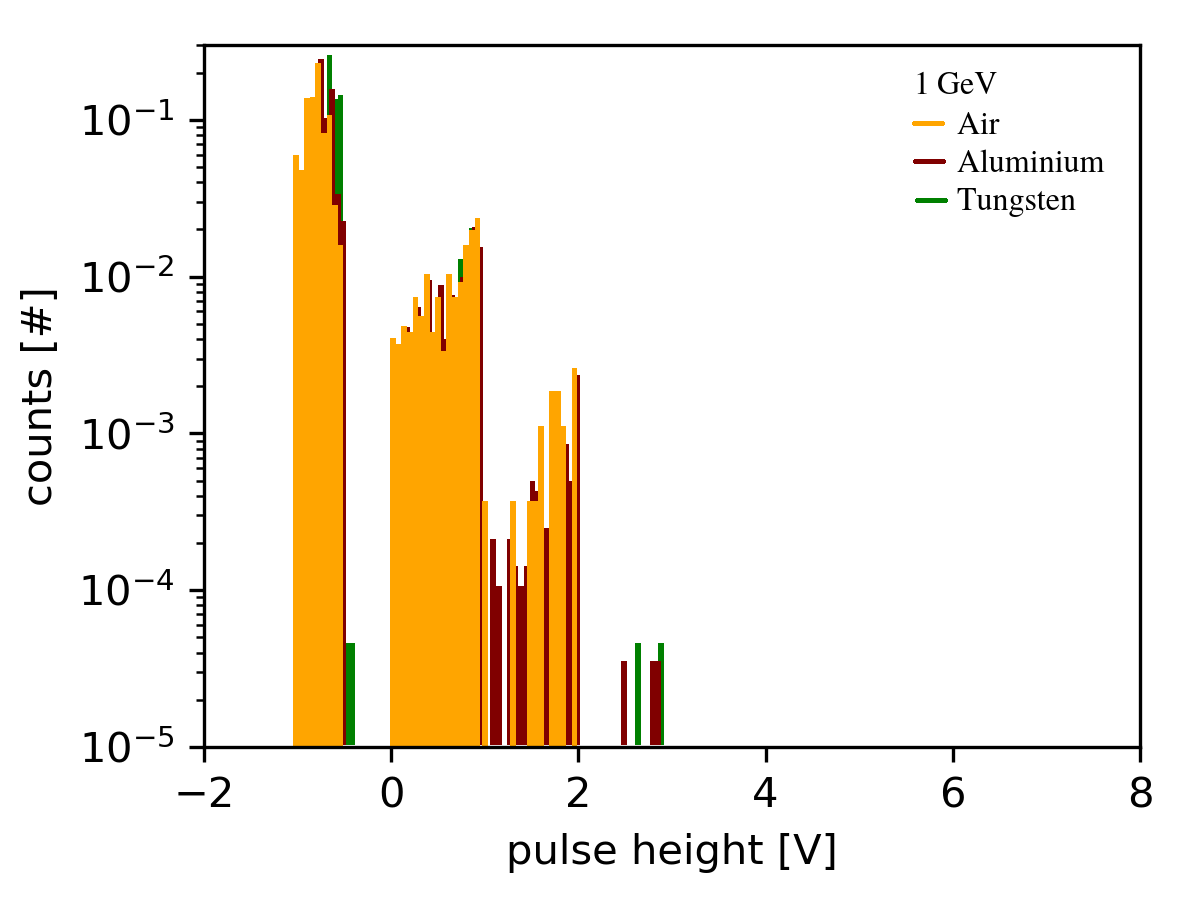 1 GeV
Air
Aluminium
Tungsten
10⁻¹
10⁻²
10⁻³
10⁻⁴
10⁻⁵
counts [#]
−2 0 2 4 6 8
pulse height [V]